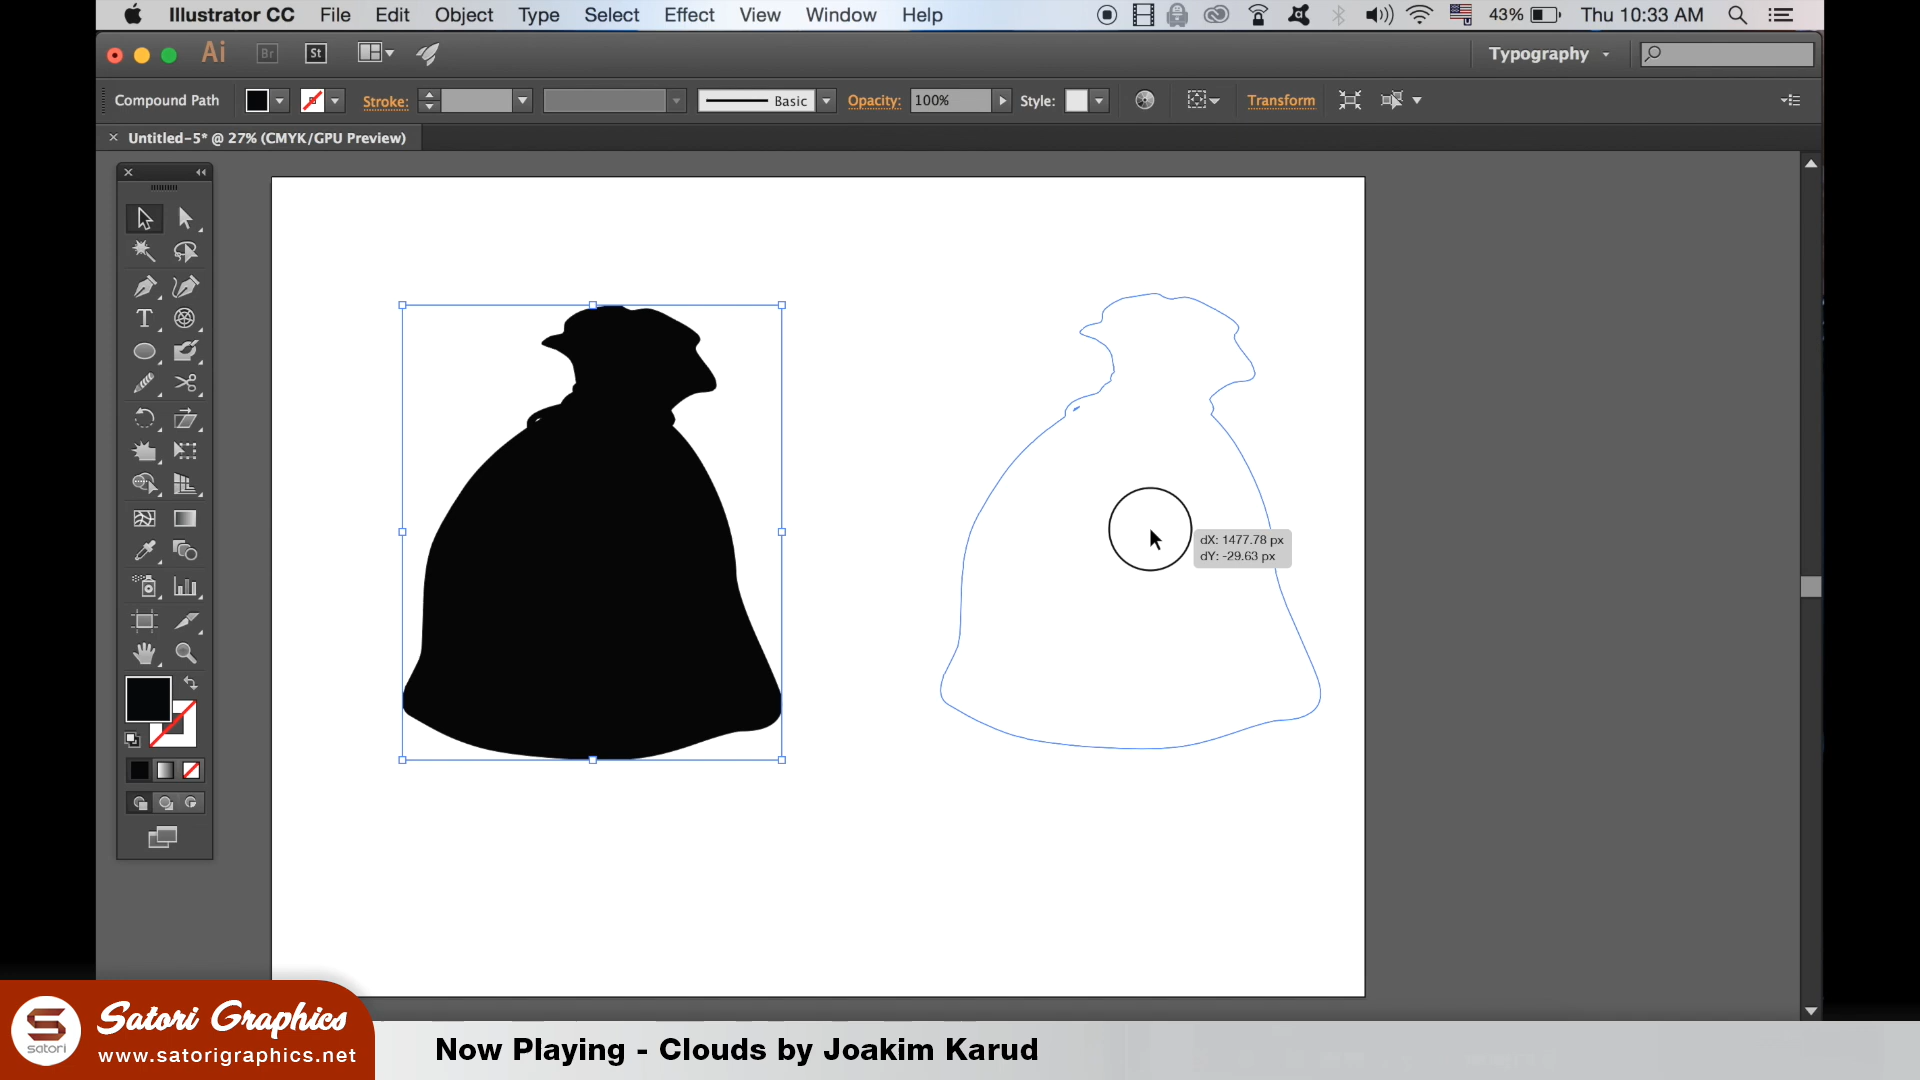 Illustrator CC File Edit Object Type Select Effect View Window Help 43% Thu 10:33 AM
Ai Br St Typography
Compound Path Stroke: Basic Opacity: 100% Style: Transform
Untitled-5* @ 27% (CMYK/GPU Preview)
T
dX: 1477.78 px
dY: -29.63 px
Satori Graphics
satori
www.satorigraphics.net
Now Playing - Clouds by Joakim Karud